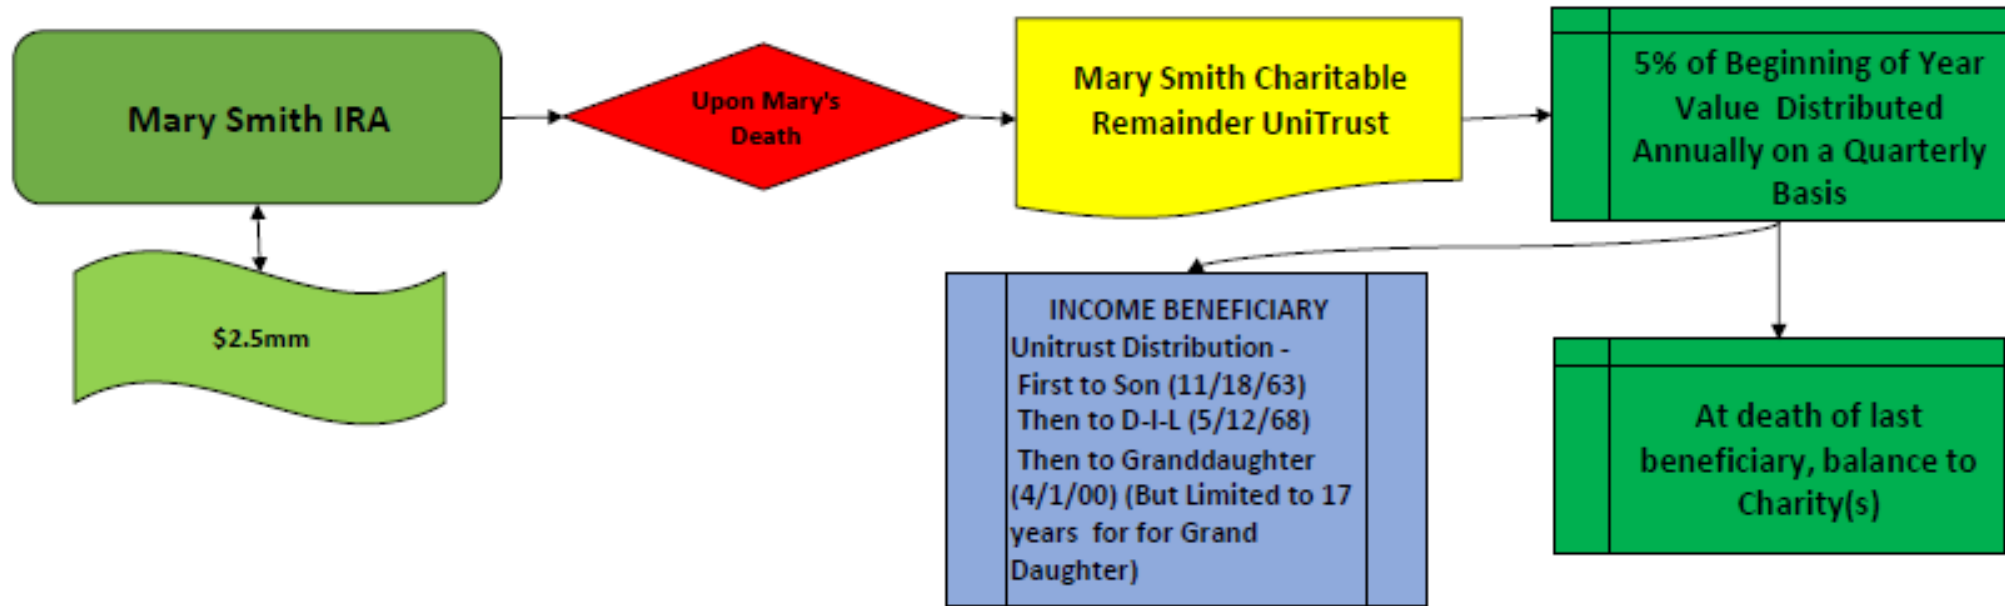 Mary Smith IRA
Upon Mary's
Death
Mary Smith Charitable
Remainder UniTrust
5% of Beginning of Year
Value Distributed
Annually on a Quarterly
Basis
$2.5mm
INCOME BENEFICIARY
Unitrust Distribution -
First to Son (11/18/63)
Then to D-I-L (5/12/68)
Then to Granddaughter
(4/1/00) (But Limited to 17
years for for Grand
Daughter)
At death of last
beneficiary, balance to
Charity(s)